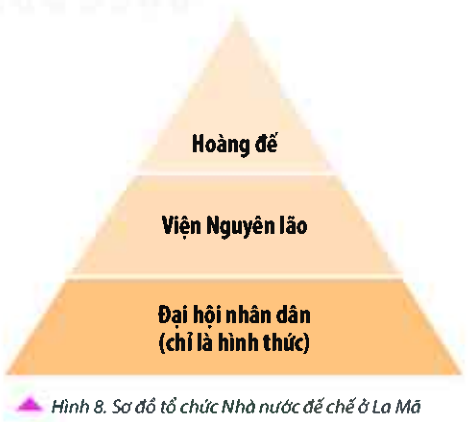 Hoàng đế
Viện Nguyên lão
Đại hội nhân dân
(chỉ là hình thức)
Hình 8. Sơ đồ tổ chức Nhà nước đế chế ở La Mã